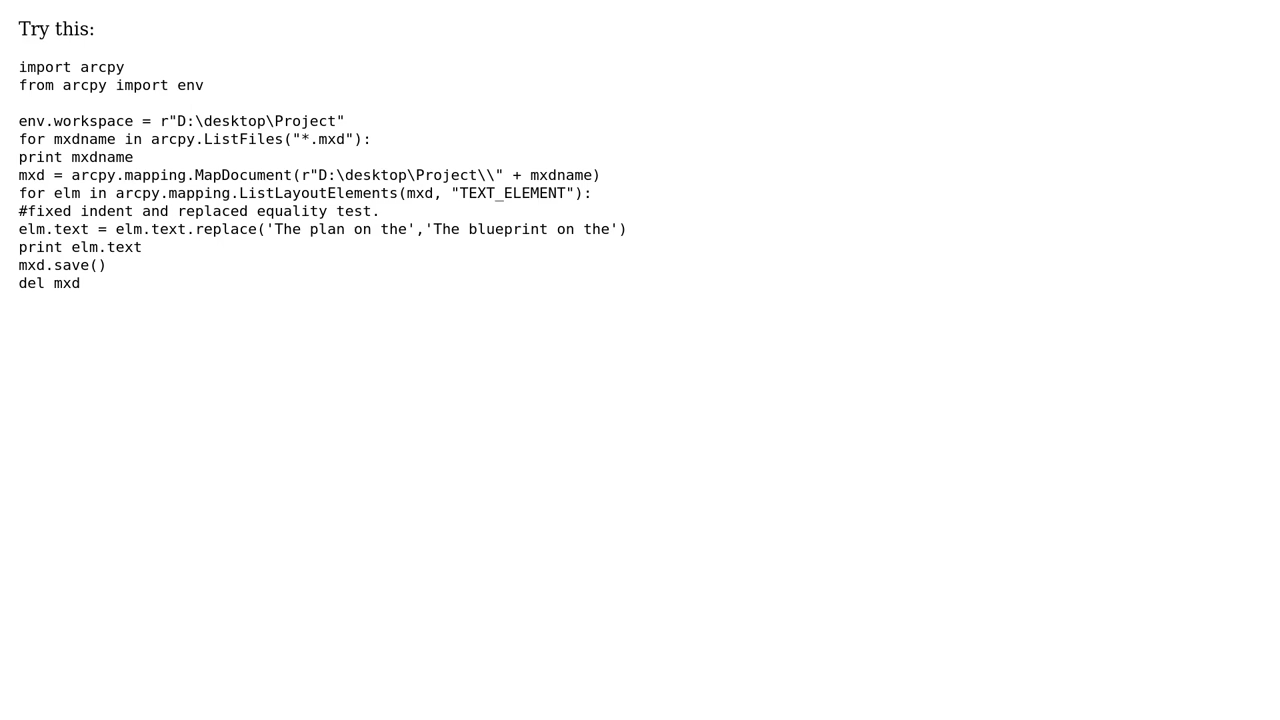 Try this:
import arcpy
from arcpy import env
env.workspace = r"D:\desktop\Project"
for mxdname in arcpy.ListFiles("*.mxd"):
print mxdname
mxd = arcpy.mapping.MapDocument(r"D:\desktop\Project\\" + mxdname)
for elm in arcpy.mapping.ListLayoutElements(mxd, "TEXT_ELEMENT"):
#fixed indent and replaced equality test.
elm.text = elm.text.replace('The plan on the','The blueprint on the')
print elm.text
mxd.save()
del mxd